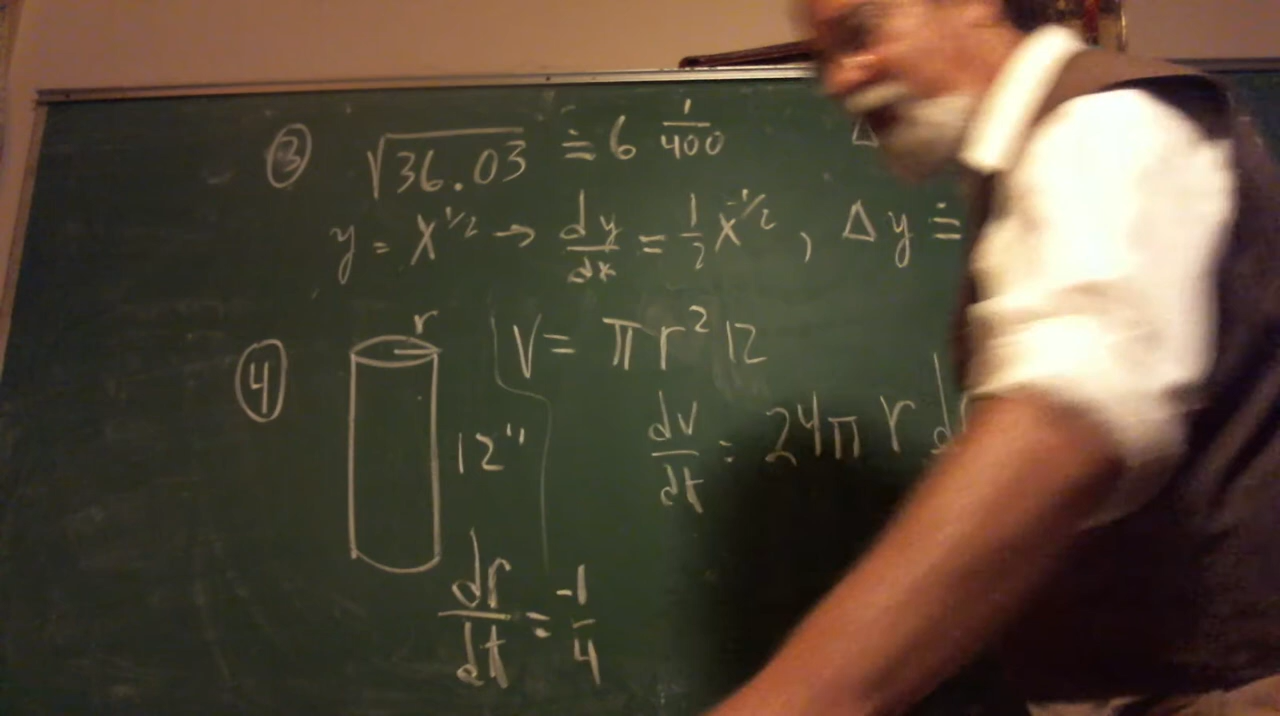 ③ √36.03 ≐ 6 1/400 Δ
y = x^1/2 → dy/dx = 1/2 x^-1/2 , Δy ≐
④ r V = πr² 12
12" dv/dt = 24π r d
dr/dt = -1/4